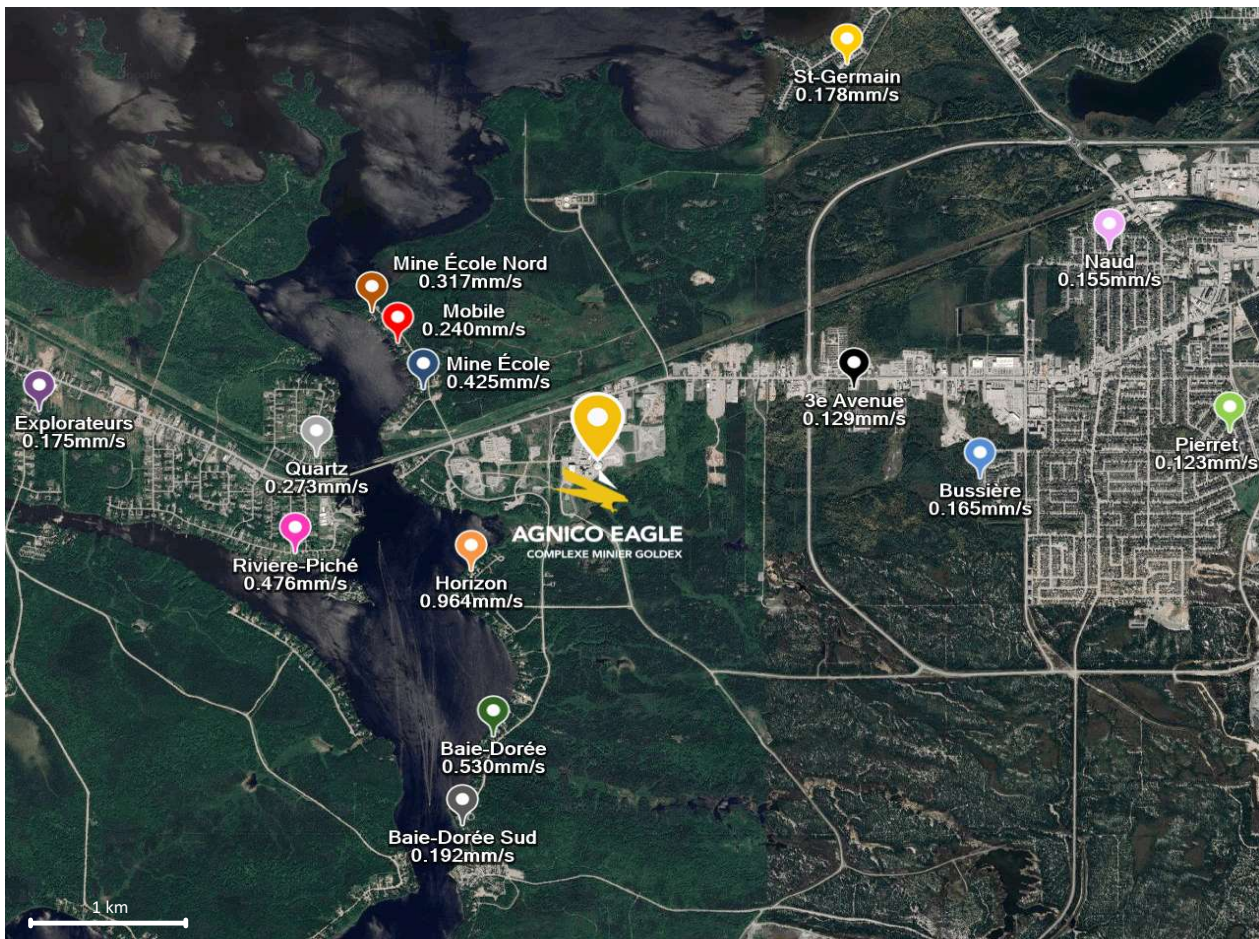 St-Germain
0.178mm/s
Naud
0.155mm/s
Mine École Nord
0.317mm/s
Mobile
0.240mm/s
Mine École
0.425mm/s
3e Avenue
0.129mm/s
Explorateurs
0.175mm/s
Quartz
0.273mm/s
Pierret
0.123mm/s
Bussière
0.165mm/s
AGNICO EAGLE
COMPLEXE MINIER GOLDEX
Riviere-Piché
0.476mm/s
Horizon
0.964mm/s
Baie-Dorée
0.530mm/s
Baie-Dorée Sud
0.192mm/s
1 km